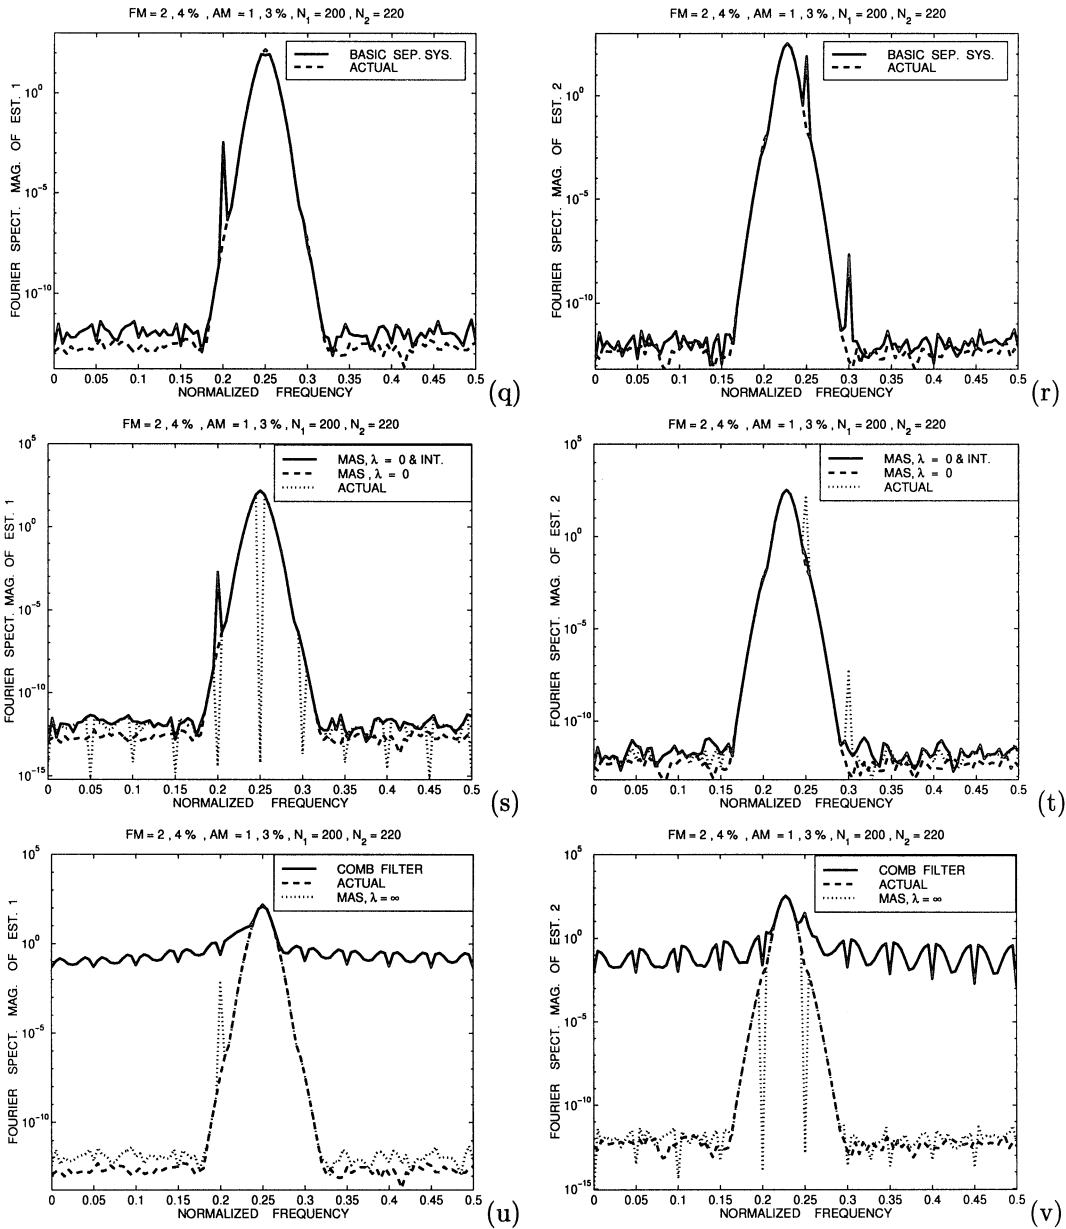 FM = 2 , 4 % , AM = 1 , 3% , N1 = 200 , N2 = 220
BASIC SEP. SYS.
ACTUAL
FOURIER SPECT. MAG. OF EST. 1
10^0
10^-5
10^-10
0 0.05 0.1 0.15 0.2 0.25 0.3 0.35 0.4 0.45 0.5
NORMALIZED FREQUENCY
(q)
FM = 2 , 4 % , AM = 1 , 3% , N1 = 200 , N2 = 220
BASIC SEP. SYS.
ACTUAL
FOURIER SPECT. MAG. OF EST. 2
10^0
10^-5
10^-10
0 0.05 0.1 0.15 0.2 0.25 0.3 0.35 0.4 0.45 0.5
NORMALIZED FREQUENCY
(r)
FM = 2 , 4 % , AM = 1 , 3% , N1 = 200 , N2 = 220
MAS, λ = 0 & INT.
MAS , λ = 0
ACTUAL
FOURIER SPECT. MAG. OF EST. 1
10^5
10^0
10^-5
10^-10
10^-15
0 0.05 0.1 0.15 0.2 0.25 0.3 0.35 0.4 0.45 0.5
NORMALIZED FREQUENCY
(s)
FM = 2 , 4 % , AM = 1 , 3% , N1 = 200 , N2 = 220
MAS, λ = 0 & INT.
MAS, λ = 0
ACTUAL
FOURIER SPECT. MAG. OF EST. 2
10^5
10^0
10^-5
10^-10
0 0.05 0.1 0.15 0.2 0.25 0.3 0.35 0.4 0.45 0.5
NORMALIZED FREQUENCY
(t)
FM = 2 , 4 % , AM = 1 , 3% , N1 = 200 , N2 = 220
COMB FILTER
ACTUAL
MAS, λ = ∞
FOURIER SPECT. MAG. OF EST. 1
10^5
10^0
10^-5
10^-10
0 0.05 0.1 0.15 0.2 0.25 0.3 0.35 0.4 0.45 0.5
NORMALIZED FREQUENCY
(u)
FM = 2 , 4 % , AM = 1 , 3% , N1 = 200 , N2 = 220
COMB FILTER
ACTUAL
MAS, λ = ∞
FOURIER SPECT. MAG. OF EST. 2
10^5
10^0
10^-5
10^-10
10^-15
0 0.05 0.1 0.15 0.2 0.25 0.3 0.35 0.4 0.45 0.5
NORMALIZED FREQUENCY
(v)